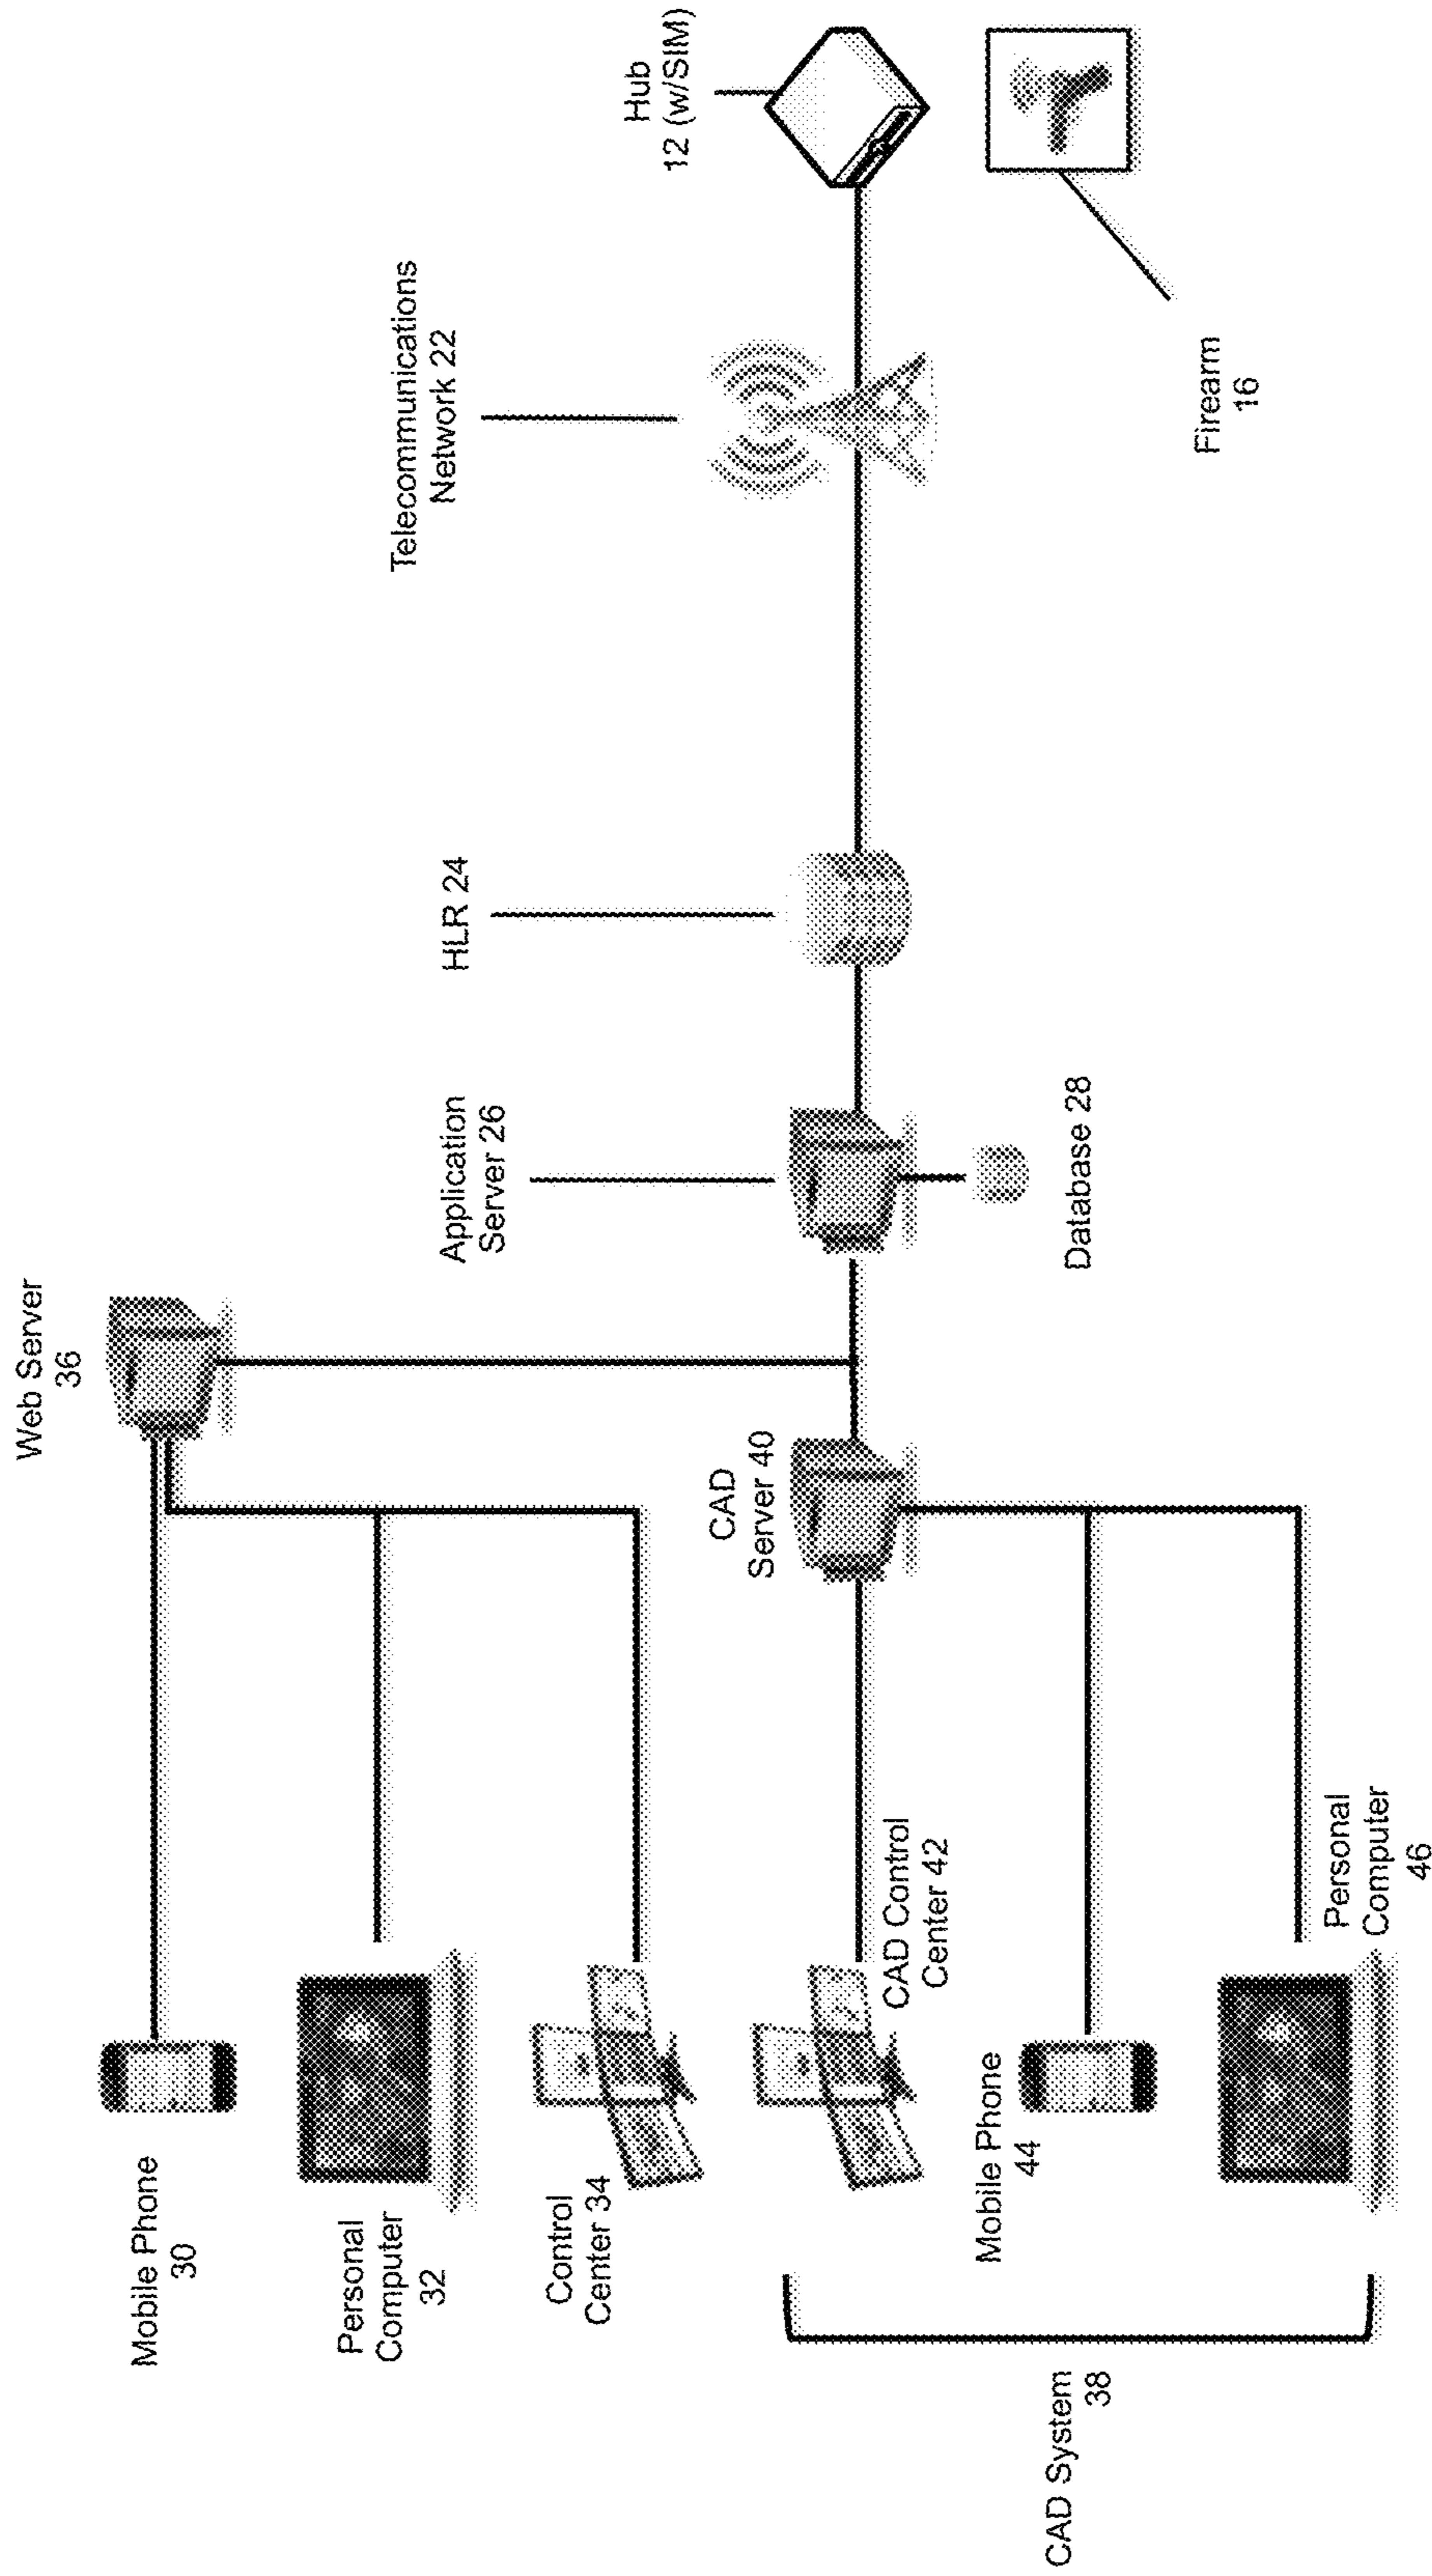 Mobile Phone
30
Personal
Computer
32
Control
Center 34
CAD System
38
Mobile Phone
44
CAD Control
Center 42
Personal
Computer
46
Web Server
36
CAD
Server 40
Application
Server 26
Database 28
HLR 24
Telecommunications
Network 22
Hub
12 (w/SIM)
Firearm
16